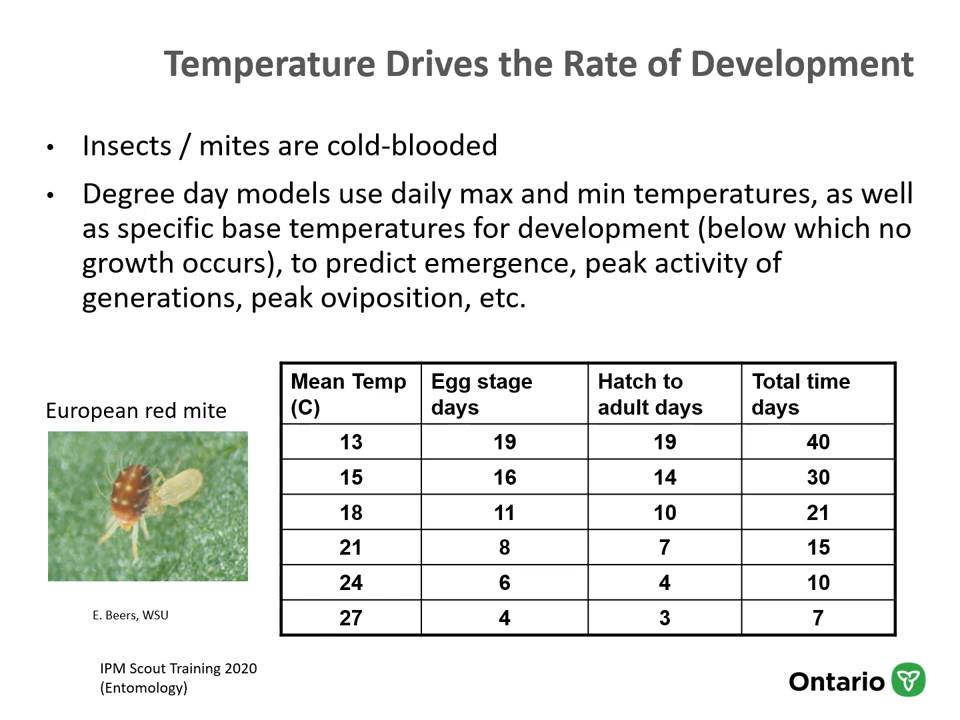 Temperature Drives the Rate of Development
• Insects / mites are cold-blooded
• Degree day models use daily max and min temperatures, as well
as specific base temperatures for development (below which no
growth occurs), to predict emergence, peak activity of
generations, peak oviposition, etc.
European red mite
E. Beers, WSU
Mean Temp (C) Egg stage days Hatch to adult days Total time days
13 19 19 40
15 16 14 30
18 11 10 21
21 8 7 15
24 6 4 10
27 4 3 7
IPM Scout Training 2020
(Entomology)
Ontario